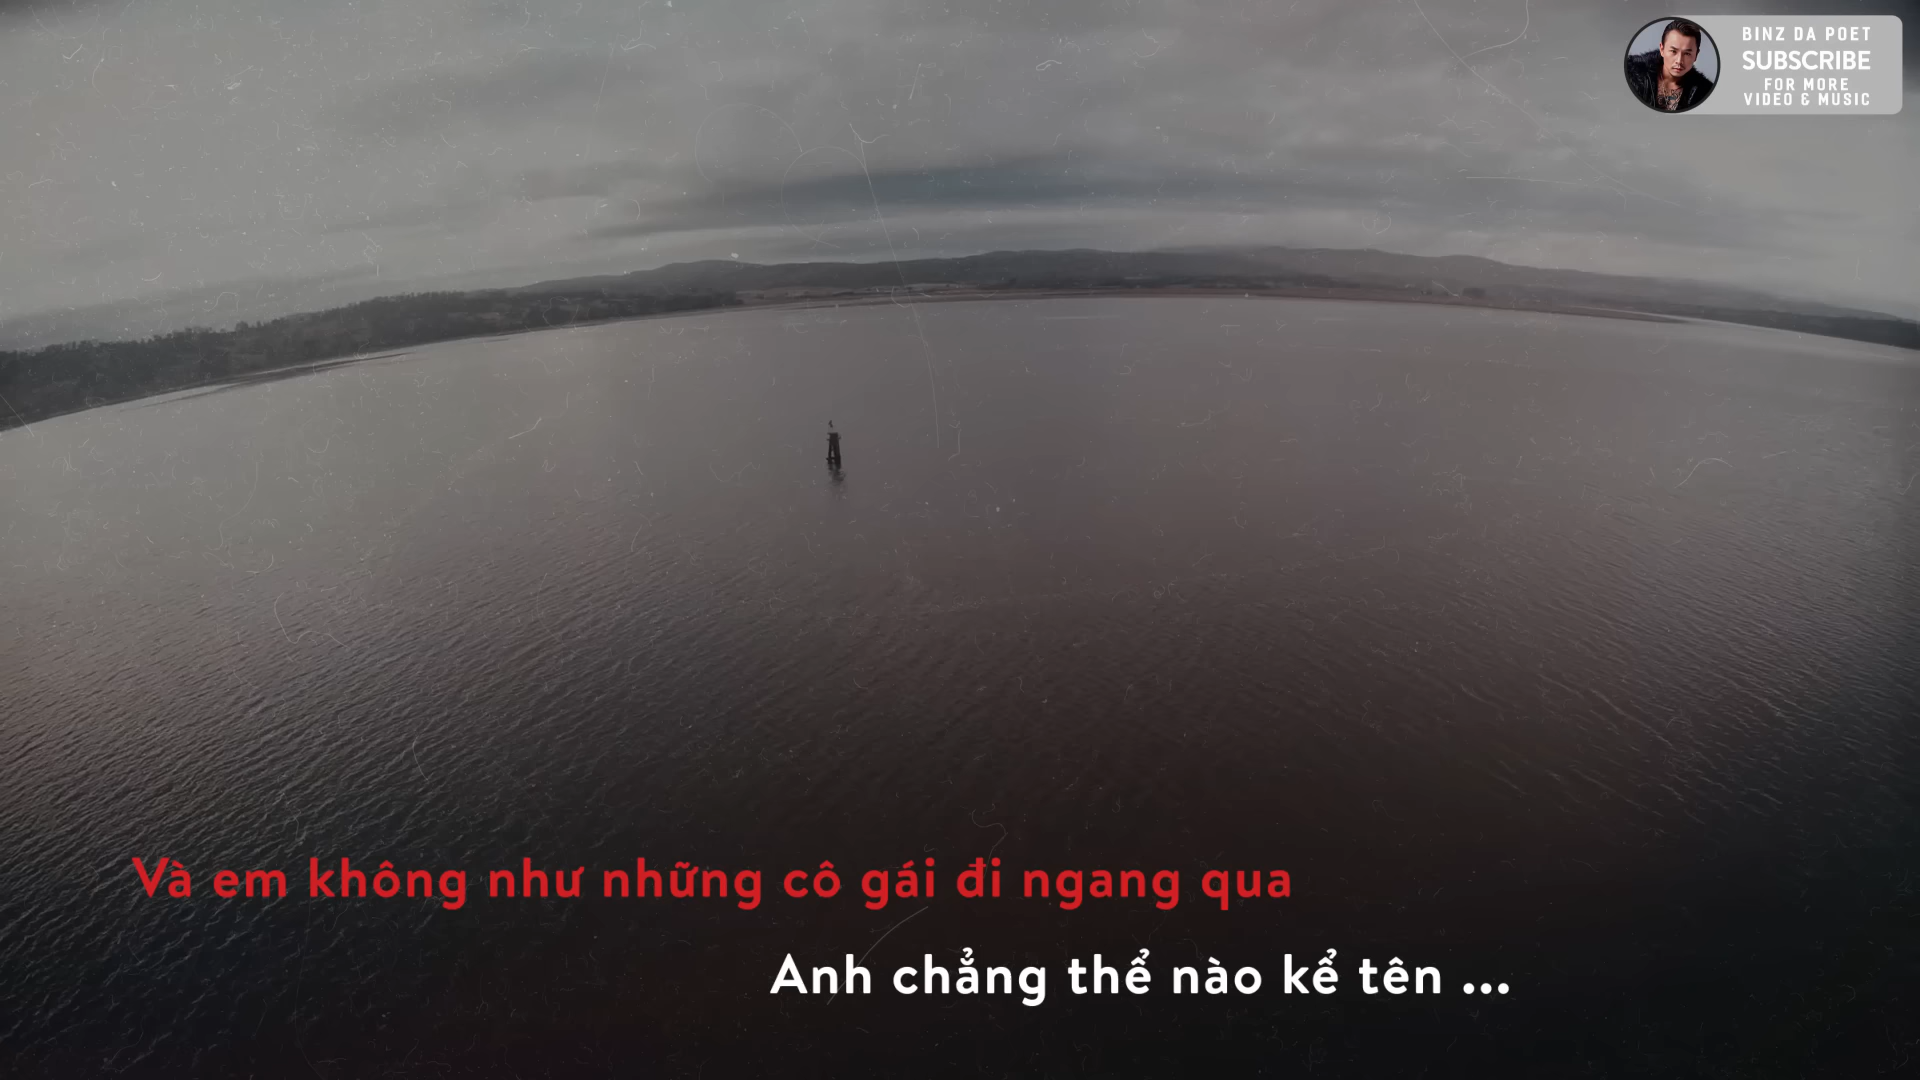 BINZ DA POET
SUBSCRIBE
FOR MORE
VIDEO & MUSIC
Và em không như những cô gái đi ngang qua
Anh chẳng thể nào kể tên ...